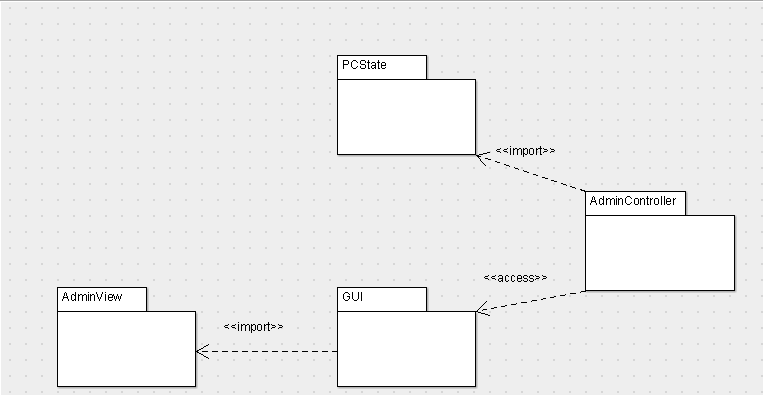 PCState
<<import>>
AdminController
<<access>>
AdminView
GUI
<<import>>